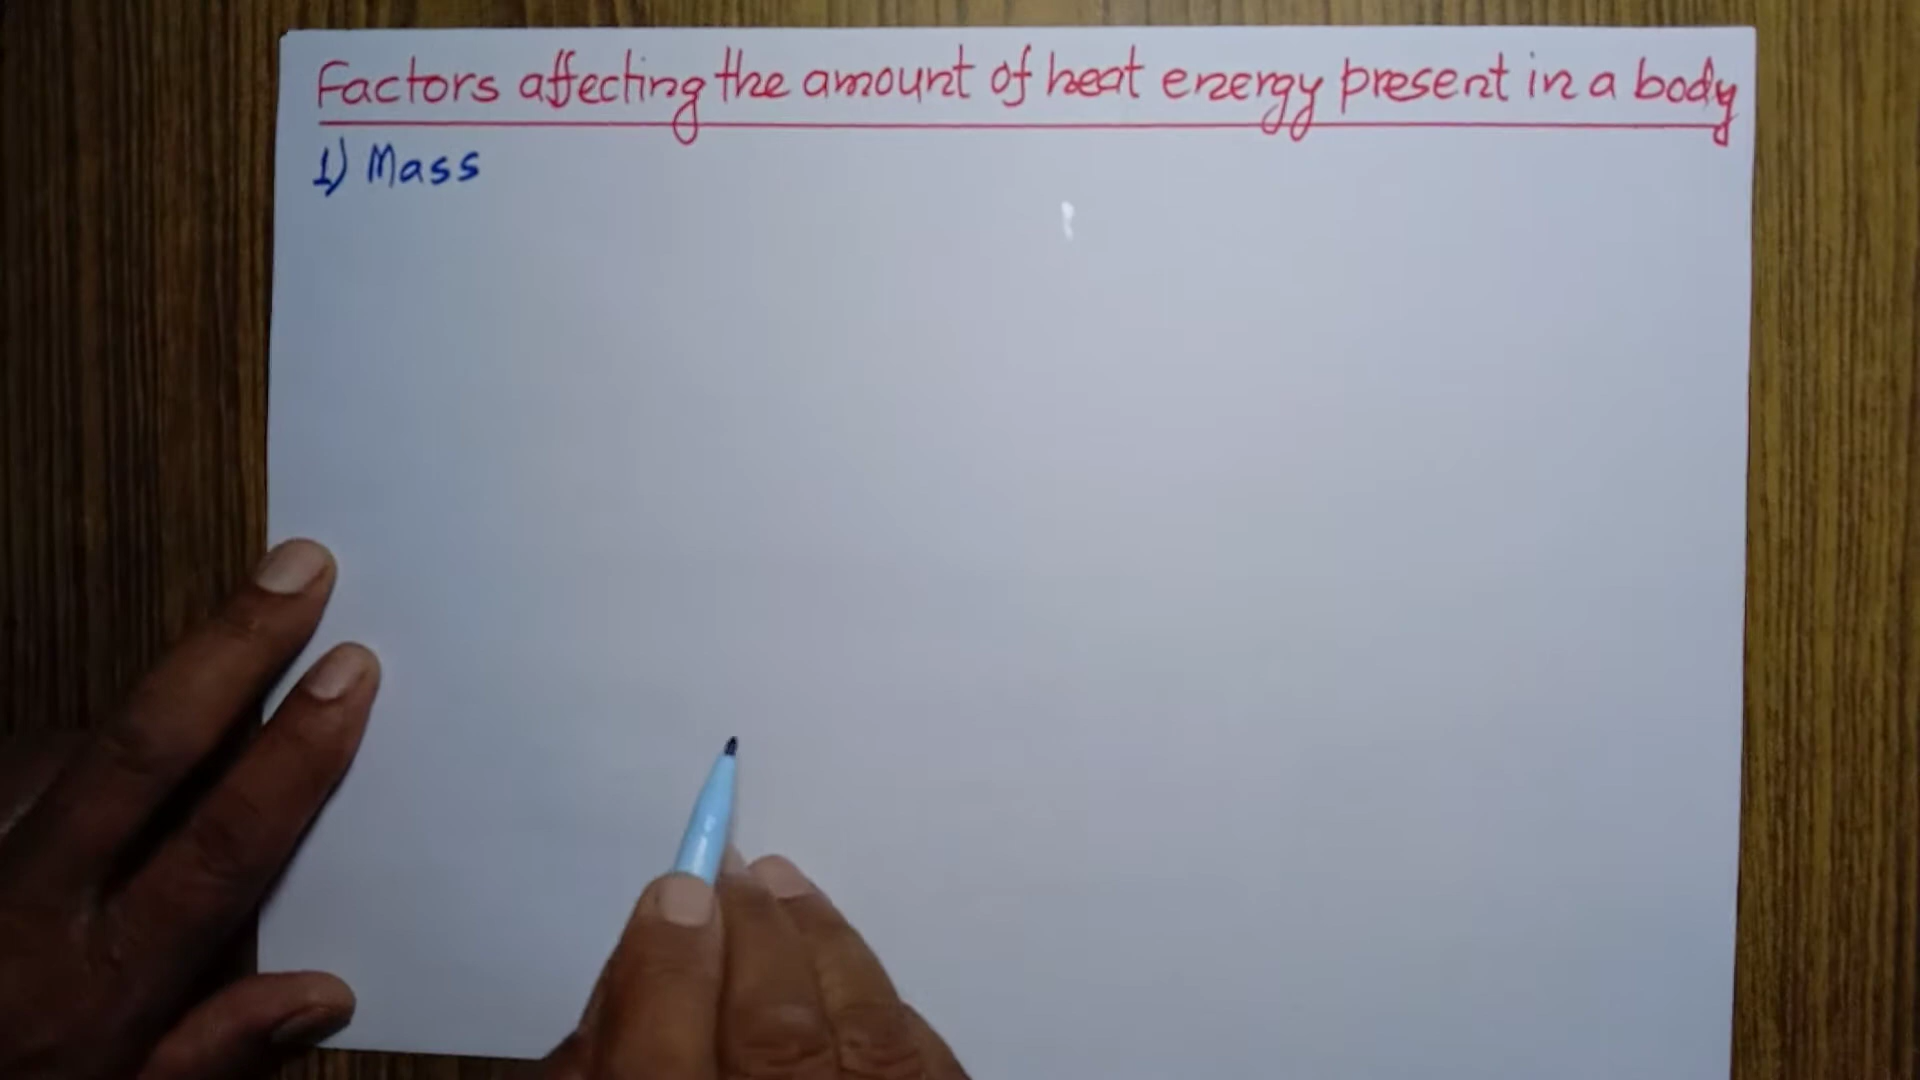 Factors affecting the amount of heat energy present in a body
1) Mass